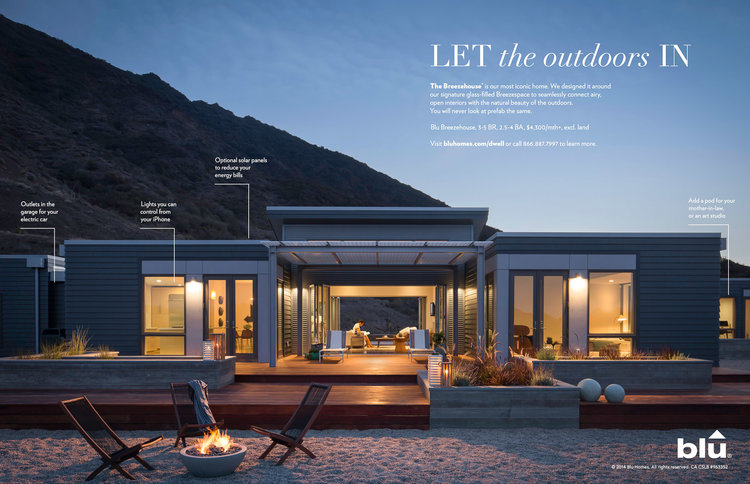 LET the outdoors IN
The Breezehouse™ is our most iconic home. We designed it around
our signature glass-filled Breezespace to seamlessly connect airy,
open interiors with the natural beauty of the outdoors.
You will never look at prefab the same.
Blu Breezehouse, 3-5 BR, 2.5-4 BA, $4,300/mth+, excl. land
Visit bluhomes.com/dwell or call 866.887.7997 to learn more.
Optional solar panels
to reduce your
energy bills
Outlets in the
garage for your
electric car
Lights you can
control from
your iPhone
Add a pod for your
mother-in-law,
or an art studio
blu®
© 2014 Blu Homes. All rights reserved. CA CSLB #963352